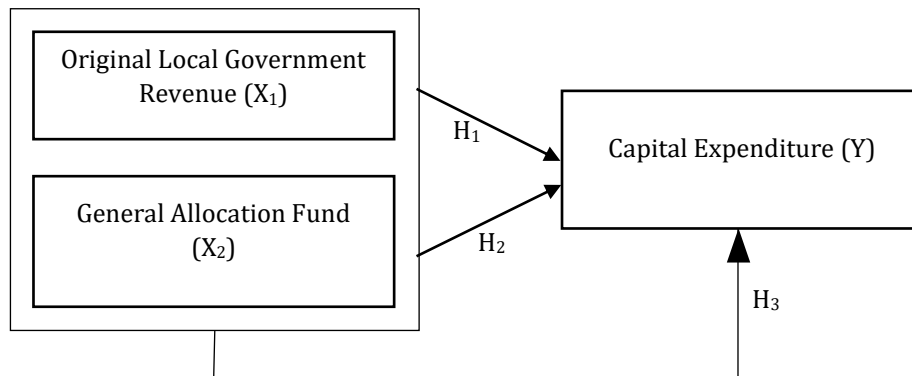 Original Local Government
Revenue (X₁)
H₁
Capital Expenditure (Y)
General Allocation Fund
(X₂)
H₂
H₃